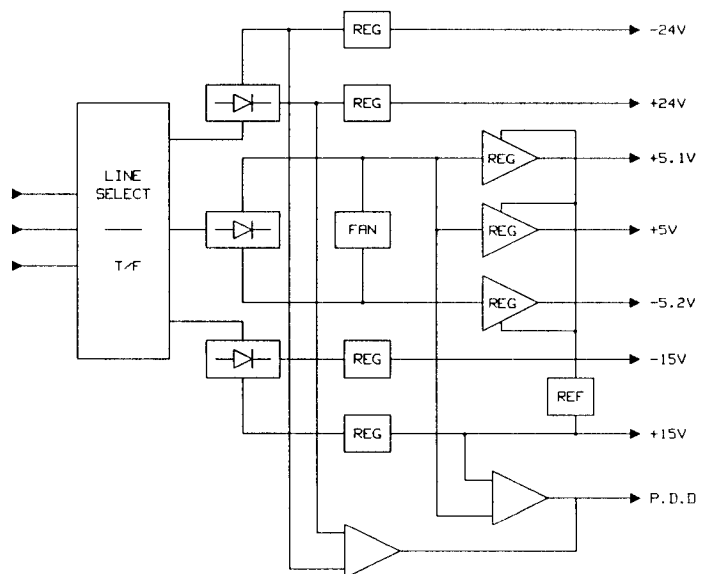 REG
-24V
REG
+24V
LINE
SELECT
T/F
REG
+5.1V
FAN
REG
+5V
REG
-5.2V
REG
-15V
REF
REG
+15V
P.D.D